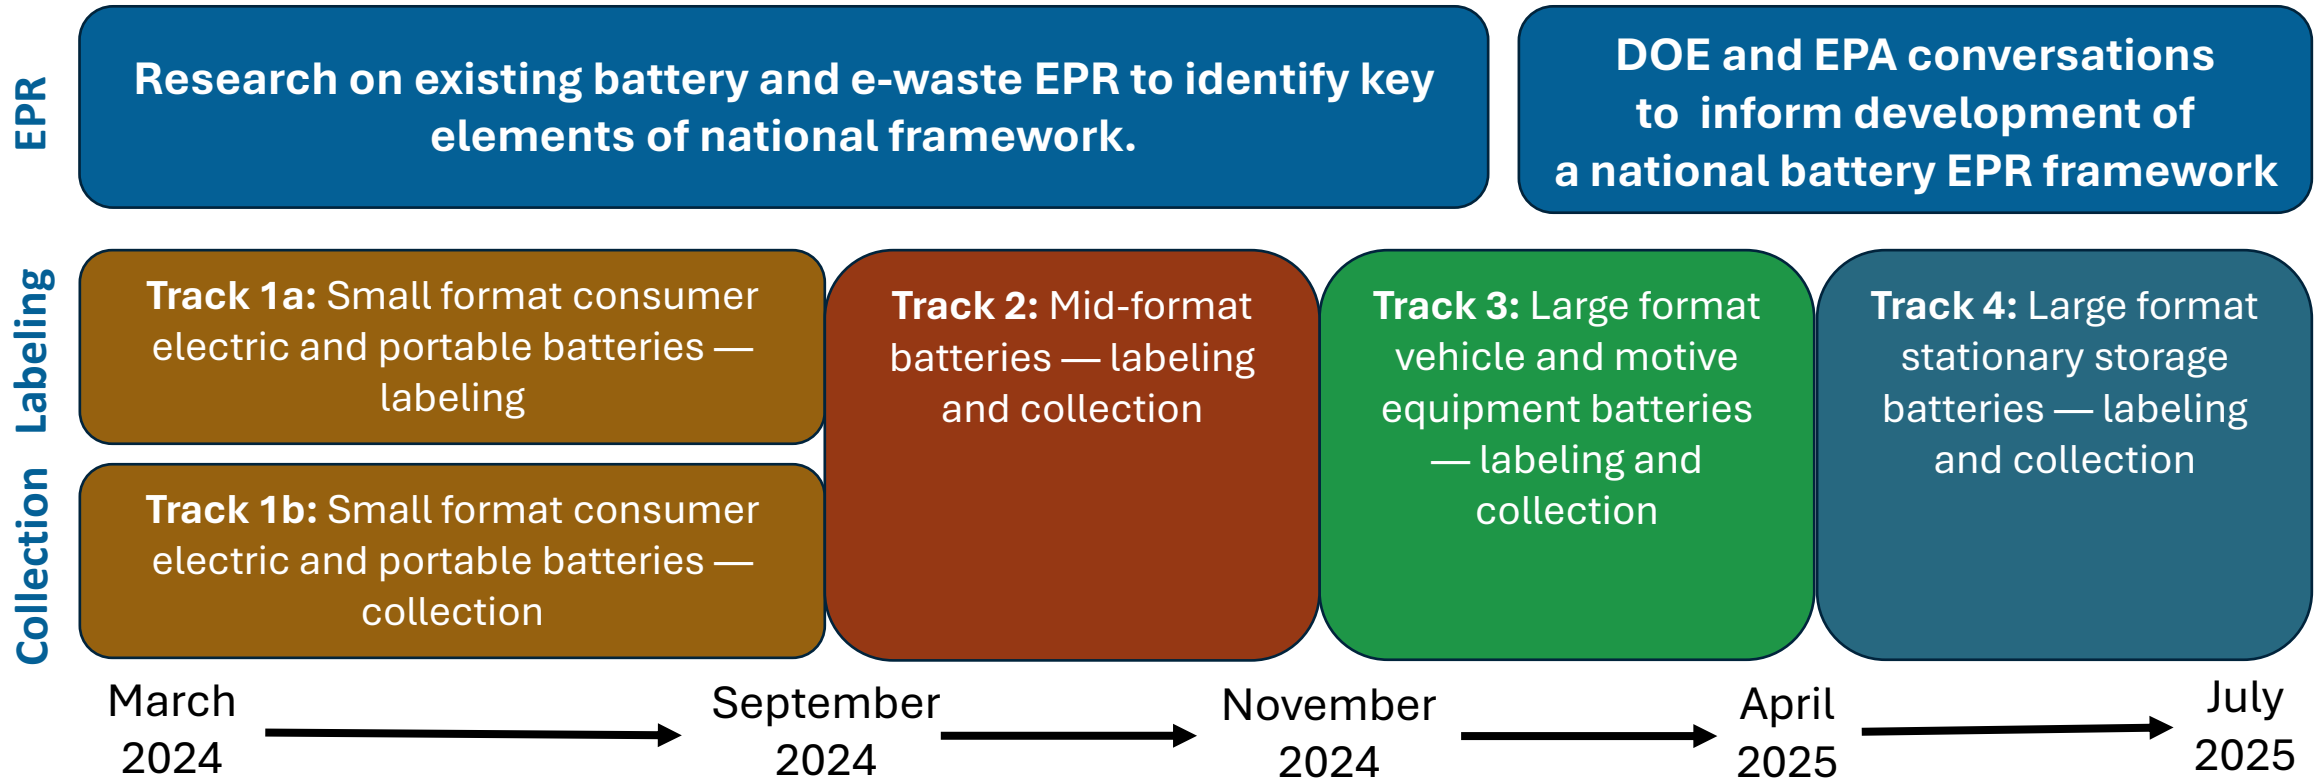 EPR
Research on existing battery and e-waste EPR to identify key
elements of national framework.
DOE and EPA conversations
to  inform development of
a national battery EPR framework
Labeling
Track 1a: Small format consumer
electric and portable batteries —
labeling
Collection
Track 1b: Small format consumer
electric and portable batteries —
collection
Track 2: Mid-format
batteries — labeling
and collection
Track 3: Large format
vehicle and motive
equipment batteries
— labeling and
collection
Track 4: Large format
stationary storage
batteries — labeling
and collection
March
2024
September
2024
November
2024
April
2025
July
2025